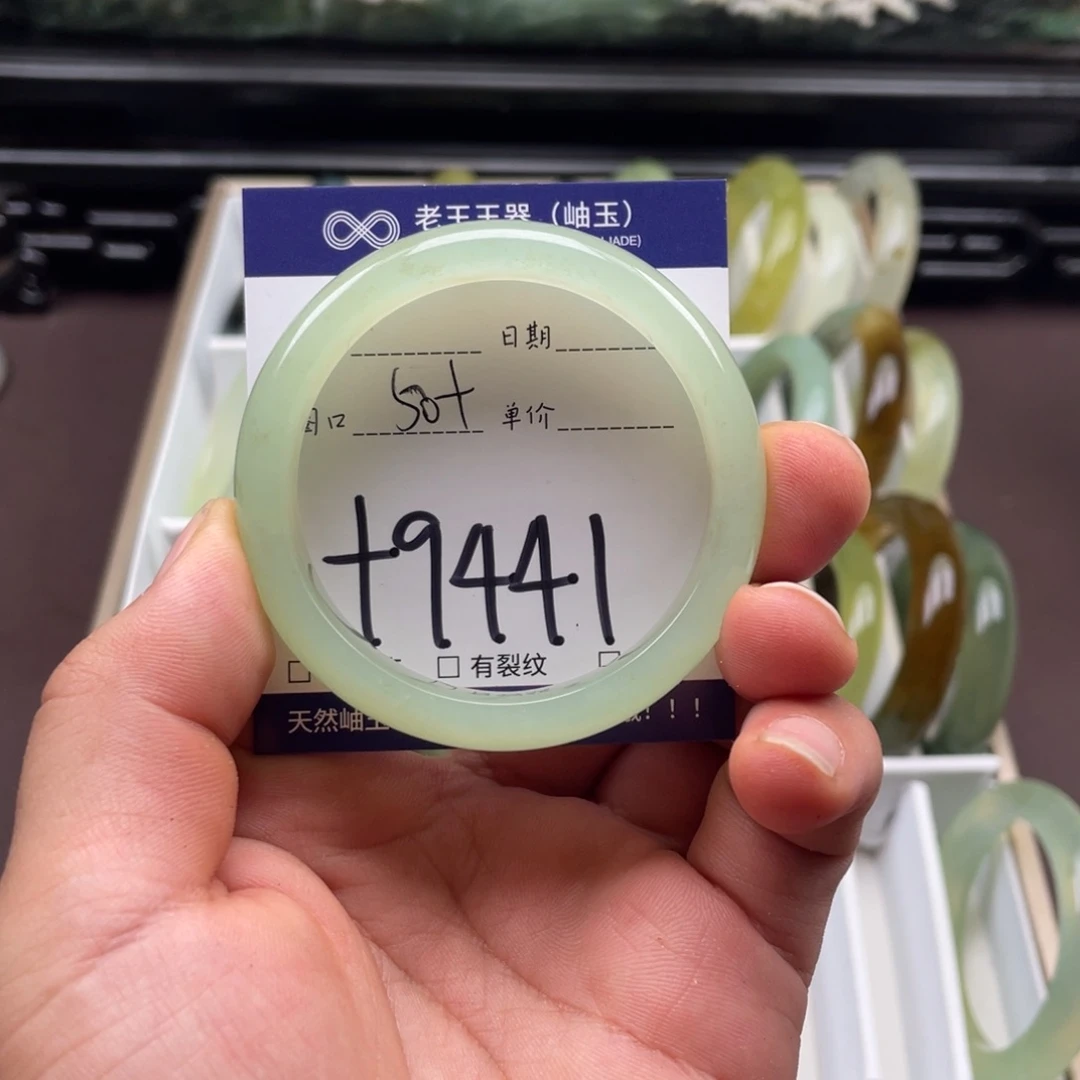 老王玉器（岫玉）
JADE)
日期
圈口 50+ 单价
+9441
□ □ 有裂纹 □
天然岫玉 ！！！